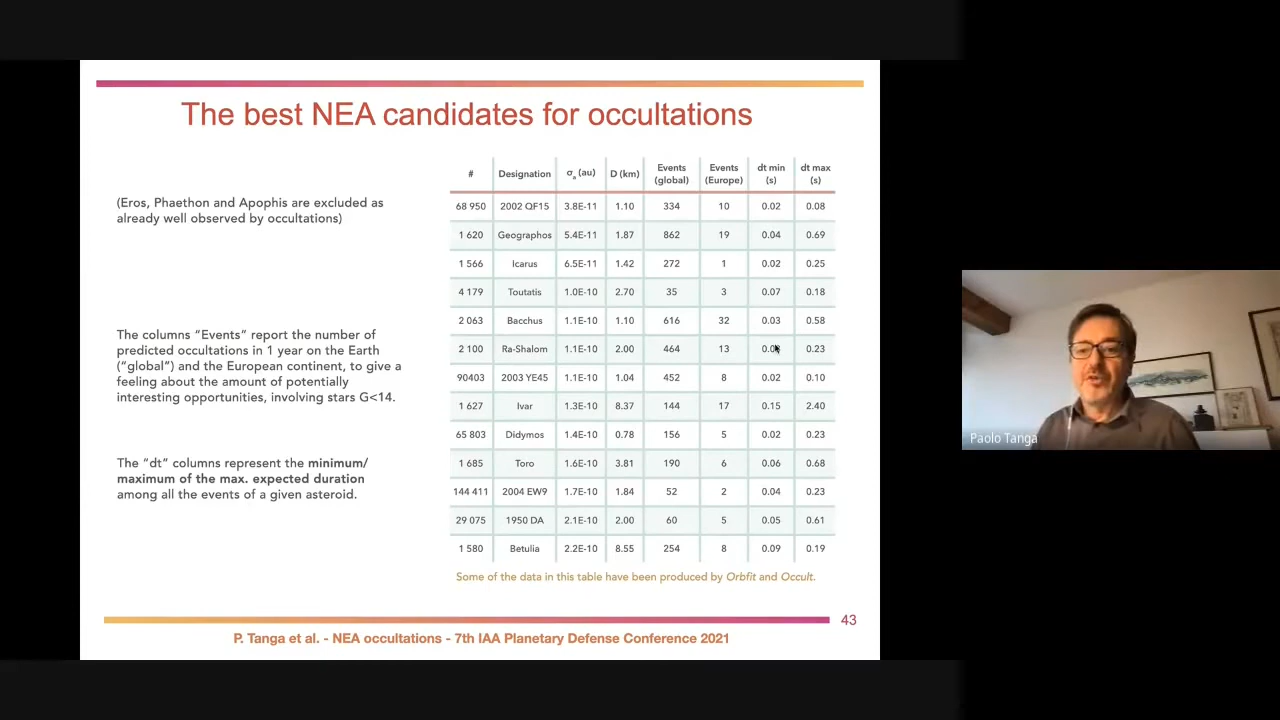 The best NEA candidates for occultations
(Eros, Phaethon and Apophis are excluded as
already well observed by occultations)
The columns “Events” report the number of
predicted occultations in 1 year on the Earth
(“global”) and the European continent, to give a
feeling about the amount of potentially
interesting opportunities, involving stars G<14.
The “dt” columns represent the minimum/
maximum of the max. expected duration
among all the events of a given asteroid.
# Designation σa (au) D (km) Events (global) Events (Europe) dt min (s) dt max (s)
68 950 2002 QF15 3.8E-11 1.10 334 10 0.02 0.08
1 620 Geographos 5.4E-11 1.87 862 19 0.04 0.69
1 566 Icarus 6.5E-11 1.42 272 1 0.02 0.25
4 179 Toutatis 1.0E-10 2.70 35 3 0.07 0.18
2 063 Bacchus 1.1E-10 1.10 616 32 0.03 0.58
2 100 Ra-Shalom 1.1E-10 2.00 464 13 0.23
90403 2003 YE45 1.1E-10 1.04 452 8 0.02 0.10
1 627 Ivar 1.3E-10 8.37 144 17 0.15 2.40
65 803 Didymos 1.4E-10 0.78 156 5 0.02 0.23
1 685 Toro 1.6E-10 3.81 190 6 0.06 0.68
144 411 2004 EW9 1.7E-10 1.84 52 2 0.04 0.23
29 075 1950 DA 2.1E-10 2.00 60 5 0.05 0.61
1 580 Betulia 2.2E-10 8.55 254 8 0.09 0.19
Some of the data in this table have been produced by Orbfit and Occult.
43
P. Tanga et al. - NEA occultations - 7th IAA Planetary Defense Conference 2021
Paolo Tanga